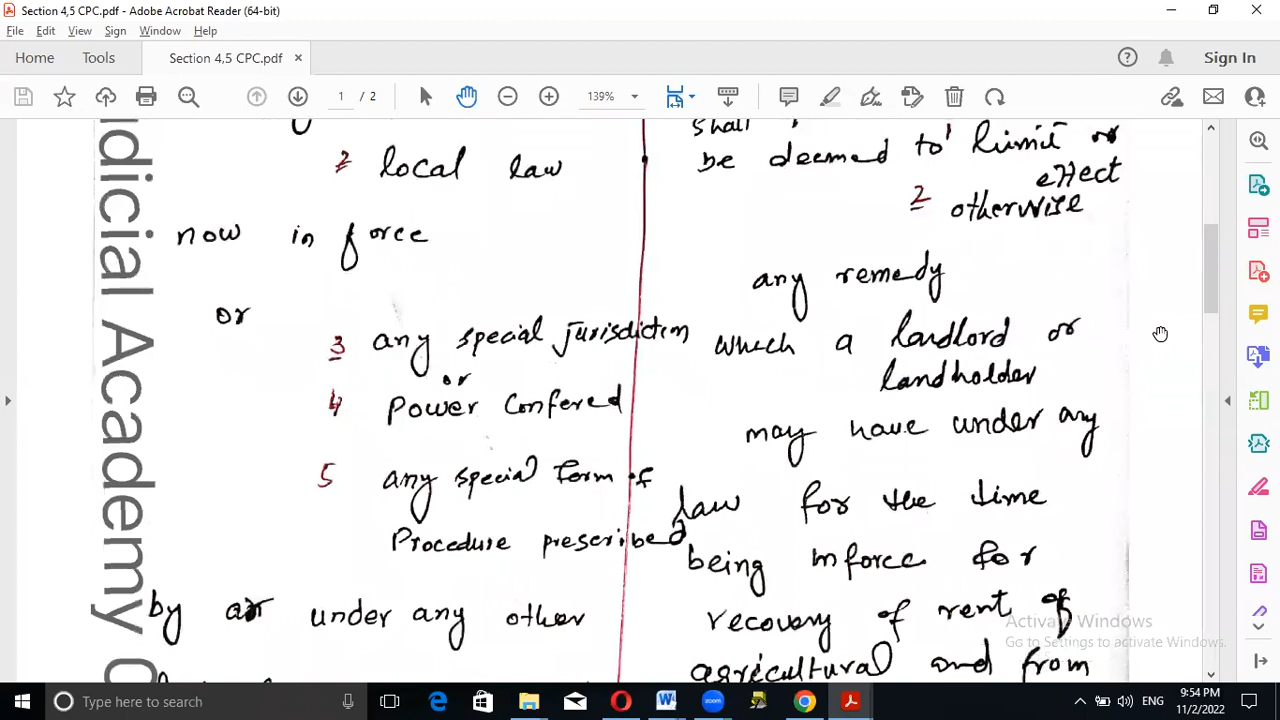 Section 4,5 CPC.pdf - Adobe Acrobat Reader (64-bit)
File Edit View Sign Window Help
Home Tools Section 4,5 CPC.pdf × Sign In
1 / 2 139%
udicial Academy
2 local law
now in force
or
3 any special jurisdiction
or
4 Power Confered
5 any special form of
Procedure prescribed
by or under any other
shall
be deemed to 1 limit or
effect
2 otherwise
any remedy
which a landlord or
landholder
may have under any
law for the time
being inforce for
recovery of rent of
agricultural and from
Activate Windows
Go to Settings to activate Windows.
Type here to search
ENG
9:54 PM
11/2/2022